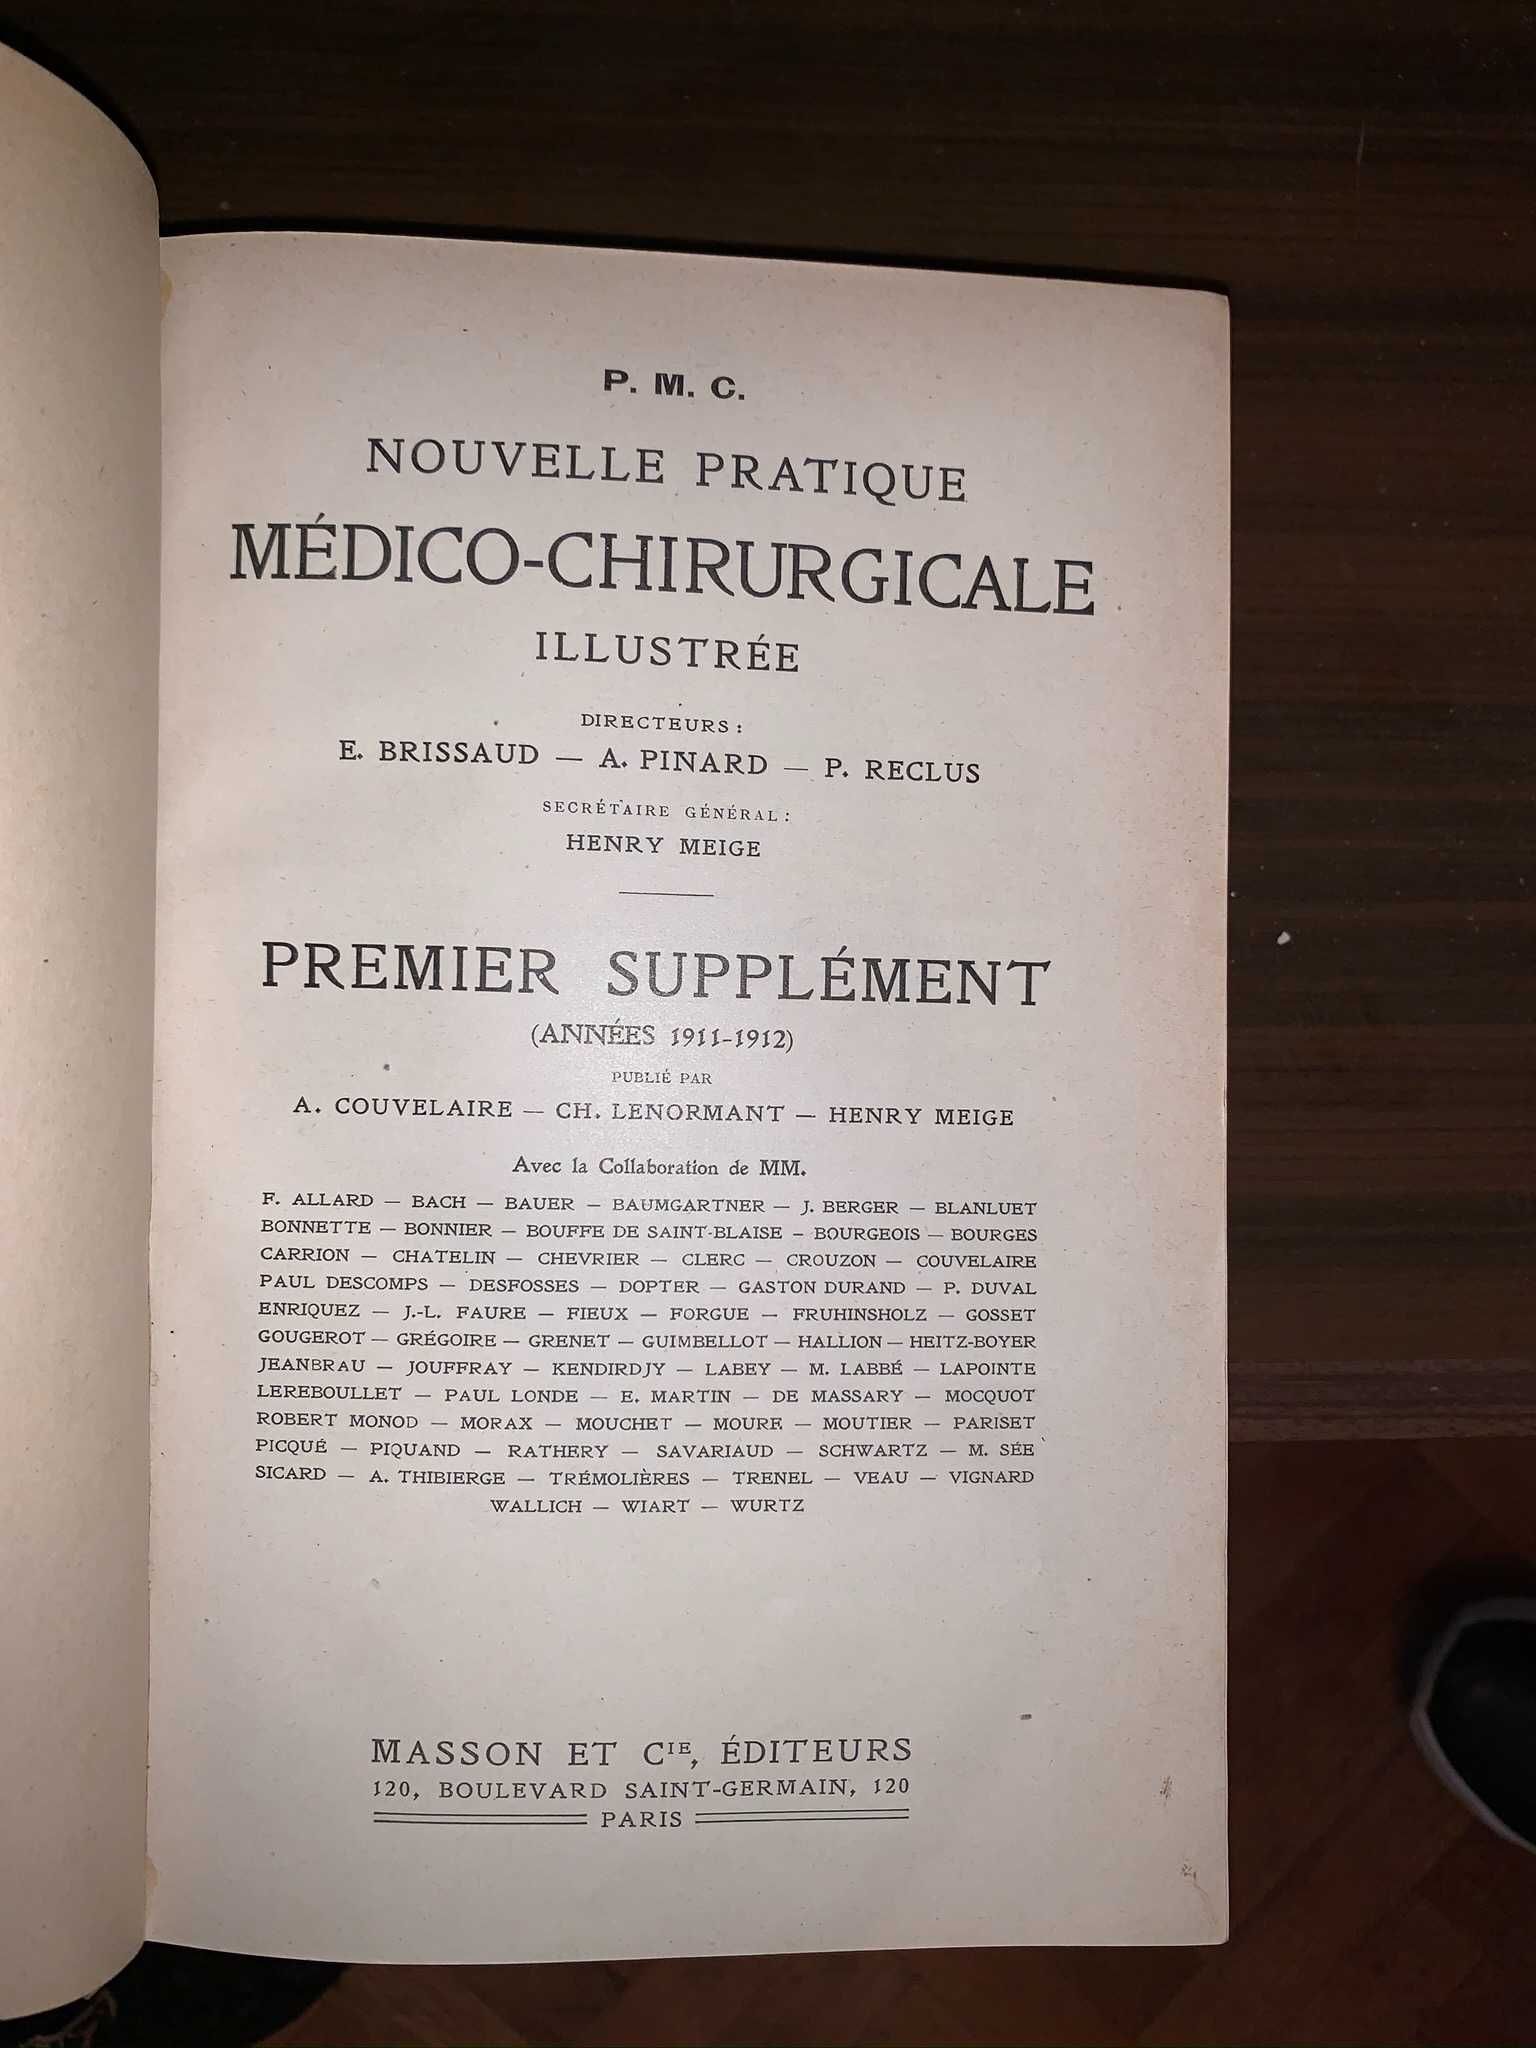 P. M. C.
NOUVELLE PRATIQUE
MÉDICO-CHIRURGICALE
ILLUSTRÉE
DIRECTEURS :
E. BRISSAUD — A. PINARD — P. RECLUS
SECRÉTAIRE GÉNÉRAL :
HENRY MEIGE
PREMIER SUPPLÉMENT
(ANNÉES 1911-1912)
PUBLIÉ PAR
A. COUVELAIRE — CH. LENORMANT — HENRY MEIGE
Avec la Collaboration de MM.
F. ALLARD — BACH — BAUER — BAUMGARTNER — J. BERGER — BLANLUET
BONNETTE — BONNIER — BOUFFE DE SAINT-BLAISE — BOURGEOIS — BOURGES
CARRION — CHATELIN — CHEVRIER — CLERC — CROUZON — COUVELAIRE
PAUL DESCOMPS — DESFOSSES — DOPTER — GASTON DURAND — P. DUVAL
ENRIQUEZ — J.-L. FAURE — FIEUX — FORGUE — FRUHINSHOLZ — GOSSET
GOUGEROT — GRÉGOIRE — GRENET — GUIMBELLOT — HALLION — HEITZ-BOYER
JEANBRAU — JOUFFRAY — KENDIRDJY — LABEY — M. LABBÉ — LAPOINTE
LEREBOULLET — PAUL LONDE — E. MARTIN — DE MASSARY — MOCQUOT
ROBERT MONOD — MORAX — MOUCHET — MOURE — MOUTIER — PARISET
PICQUÉ — PIQUAND — RATHERY — SAVARIAUD — SCHWARTZ — M. SÉE
SICARD — A. THIBIERGE — TRÉMOLIÈRES — TRENEL — VEAU — VIGNARD
WALLICH — WIART — WURTZ
MASSON ET CIE, ÉDITEURS
120, BOULEVARD SAINT-GERMAIN, 120
PARIS